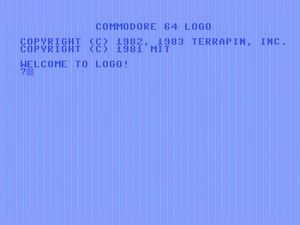 COMMODORE 64 LOGO
COPYRIGHT (C) 1982, 1983 TERRAPIN, INC.
COPYRIGHT (C) 1981 MIT
WELCOME TO LOGO!
?